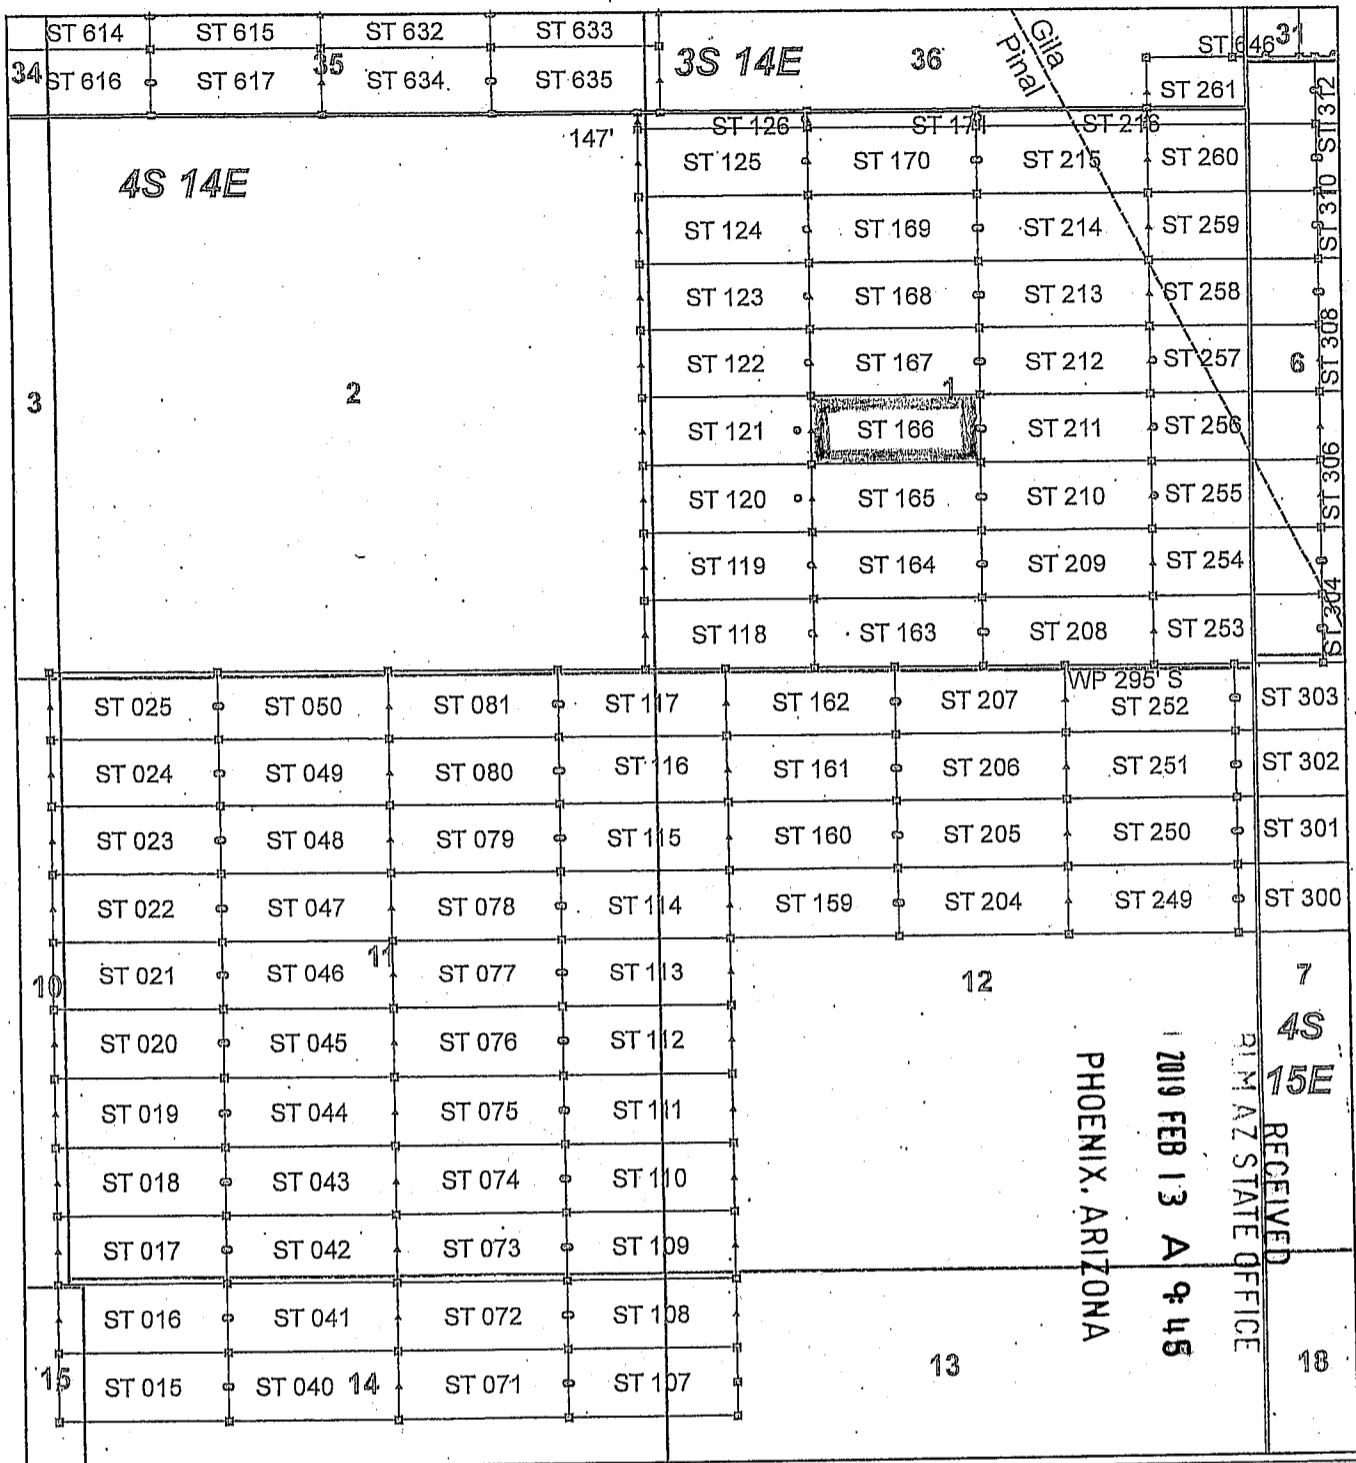 ST 614 ST 615 ST 632 ST 633
ST 646 31
34 35 3S 14E 36 Gila
Pinal
ST 616 ST 617 ST 634 ST 635 ST 261
ST 312
147' ST 126 ST 171 ST 216
4S 14E ST 125 ST 170 ST 215 ST 260
ST 310
ST 124 ST 169 ST 214 ST 259
ST 123 ST 168 ST 213 ST 258
ST 308
ST 122 ST 167 ST 212 ST 257 6
3 2 1
ST 121 ST 166 ST 211 ST 256
ST 306
ST 120 ST 165 ST 210 ST 255
ST 119 ST 164 ST 209 ST 254
ST 304
ST 118 ST 163 ST 208 ST 253
WP 295' S
ST 025 ST 050 ST 081 ST 117 ST 162 ST 207 ST 252 ST 303
ST 024 ST 049 ST 080 ST 116 ST 161 ST 206 ST 251 ST 302
ST 023 ST 048 ST 079 ST 115 ST 160 ST 205 ST 250 ST 301
ST 022 ST 047 ST 078 ST 114 ST 159 ST 204 ST 249 ST 300
11
10 ST 021 ST 046 ST 077 ST 113 12 7
4S
15E
ST 020 ST 045 ST 076 ST 112
ST 019 ST 044 ST 075 ST 111
ST 018 ST 043 ST 074 ST 110
ST 017 ST 042 ST 073 ST 109
ST 016 ST 041 ST 072 ST 108
15 ST 015 ST 040 14 ST 071 ST 107 13 18
RECEIVED
BLM AZ STATE OFFICE
2019 FEB 13 A 9:46
PHOENIX, ARIZONA